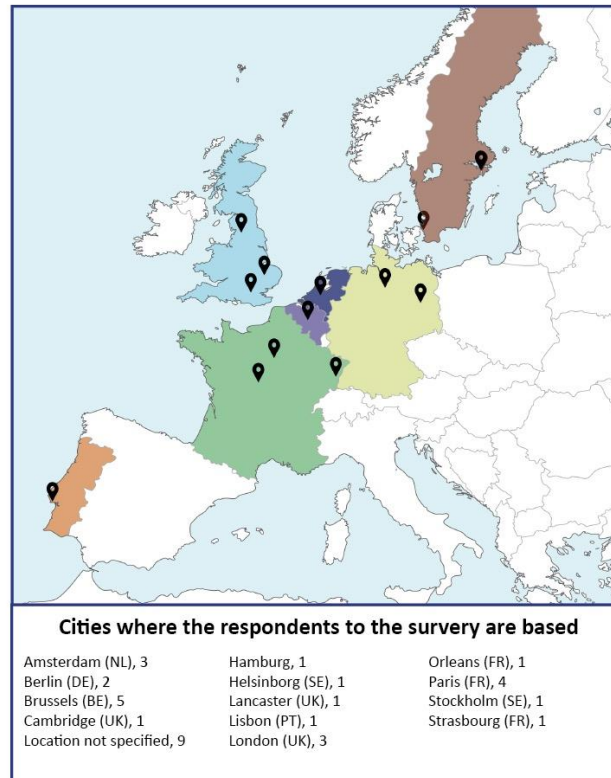 Cities where the respondents to the survery are based
Amsterdam (NL), 3
Berlin (DE), 2
Brussels (BE), 5
Cambridge (UK), 1
Location not specified, 9
Hamburg, 1
Helsinborg (SE), 1
Lancaster (UK), 1
Lisbon (PT), 1
London (UK), 3
Orleans (FR), 1
Paris (FR), 4
Stockholm (SE), 1
Strasbourg (FR), 1